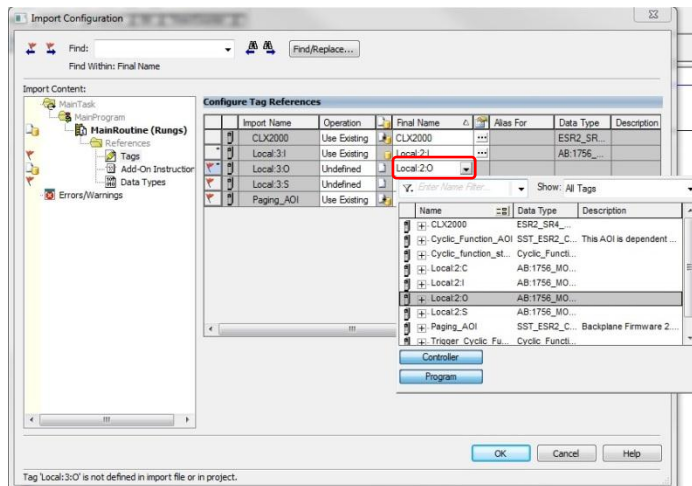 Import Configuration
Find:
Find/Replace...
Find Within: Final Name
Import Content:
MainTask
MainProgram
MainRoutine (Rungs)
References
Tags
Add-On Instruction
Data Types
Errors/Warnings
Configure Tag References
Import Name Operation Final Name Alias For Data Type Description
CLX2000 Use Existing CLX2000 ... ESR2_SR...
Local:3:I Use Existing Local:2:I ... AB:1756_...
Local:3:O Undefined Local:2:O
Local:3:S Undefined
Paging_AOI Use Existing
Enter Name Filter... Show: All Tags
Name Data Type Description
CLX2000 ESR2_SR4_...
Cyclic_Function_AOI SST_ESR2_C... This AOI is dependent ...
Cyclic_function_st... Cyclic_Functi...
Local:2:C AB:1756_MO...
Local:2:I AB:1756_MO...
Local:2:O AB:1756_MO...
Local:2:S AB:1756_MO...
Paging_AOI SST_ESR2_C... Backplane Firmware 2....
Trigger_Cyclic_Fu... Cyclic_Functi...
Controller
Program
OK Cancel Help
Tag 'Local:3:O' is not defined in import file or in project.